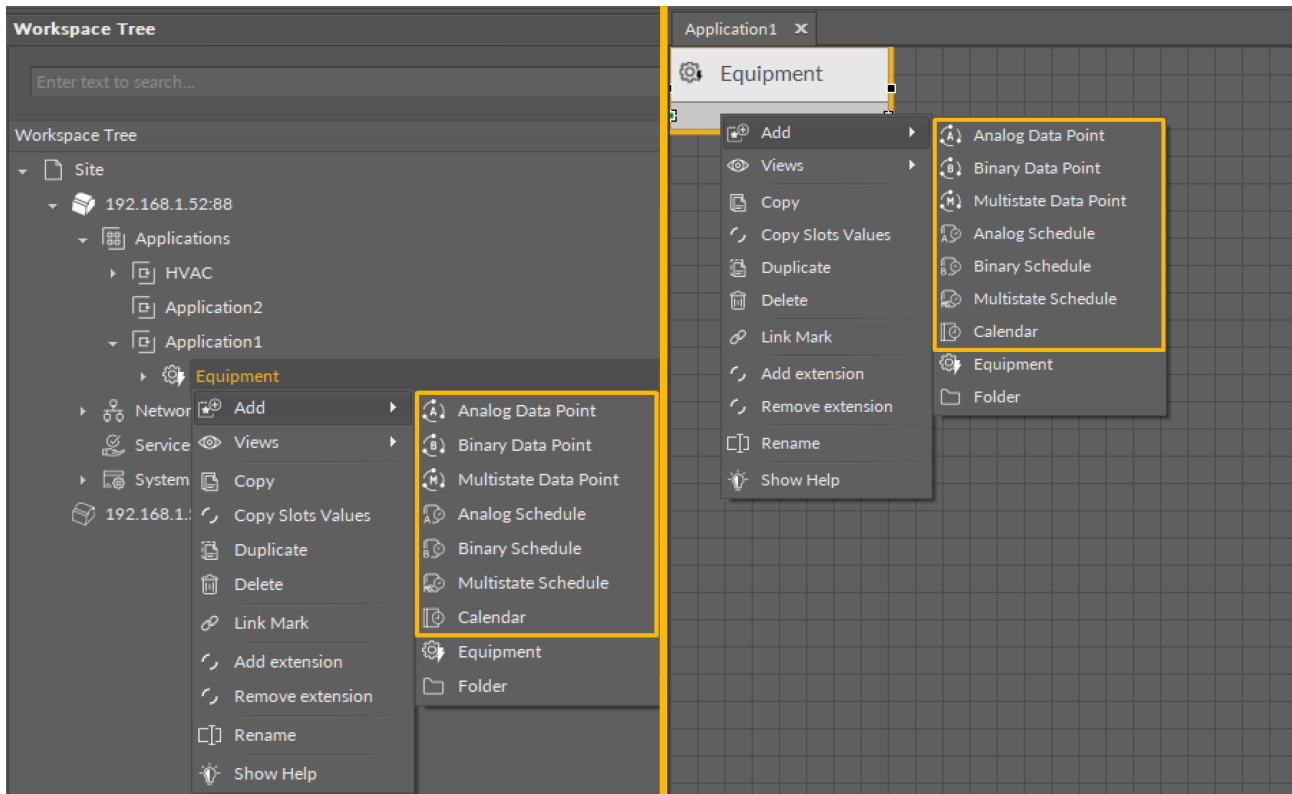 Workspace Tree
Enter text to search...
Workspace Tree
Site
192.168.1.52:88
Applications
HVAC
Application2
Application1
Equipment
Networ
Service
System
192.168.1.
Add
Views
Copy
Copy Slots Values
Duplicate
Delete
Link Mark
Add extension
Remove extension
Rename
Show Help
Analog Data Point
Binary Data Point
Multistate Data Point
Analog Schedule
Binary Schedule
Multistate Schedule
Calendar
Equipment
Folder
Application1
Equipment
Add
Views
Copy
Copy Slots Values
Duplicate
Delete
Link Mark
Add extension
Remove extension
Rename
Show Help
Analog Data Point
Binary Data Point
Multistate Data Point
Analog Schedule
Binary Schedule
Multistate Schedule
Calendar
Equipment
Folder